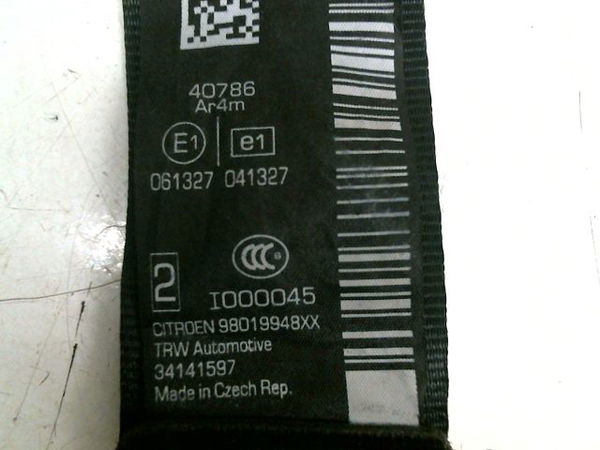 40786
Ar4m
E1 e1
061327 041327
CCC
2
I000045
CITROEN 98019948XX
TRW Automotive
34141597
Made in Czech Rep.